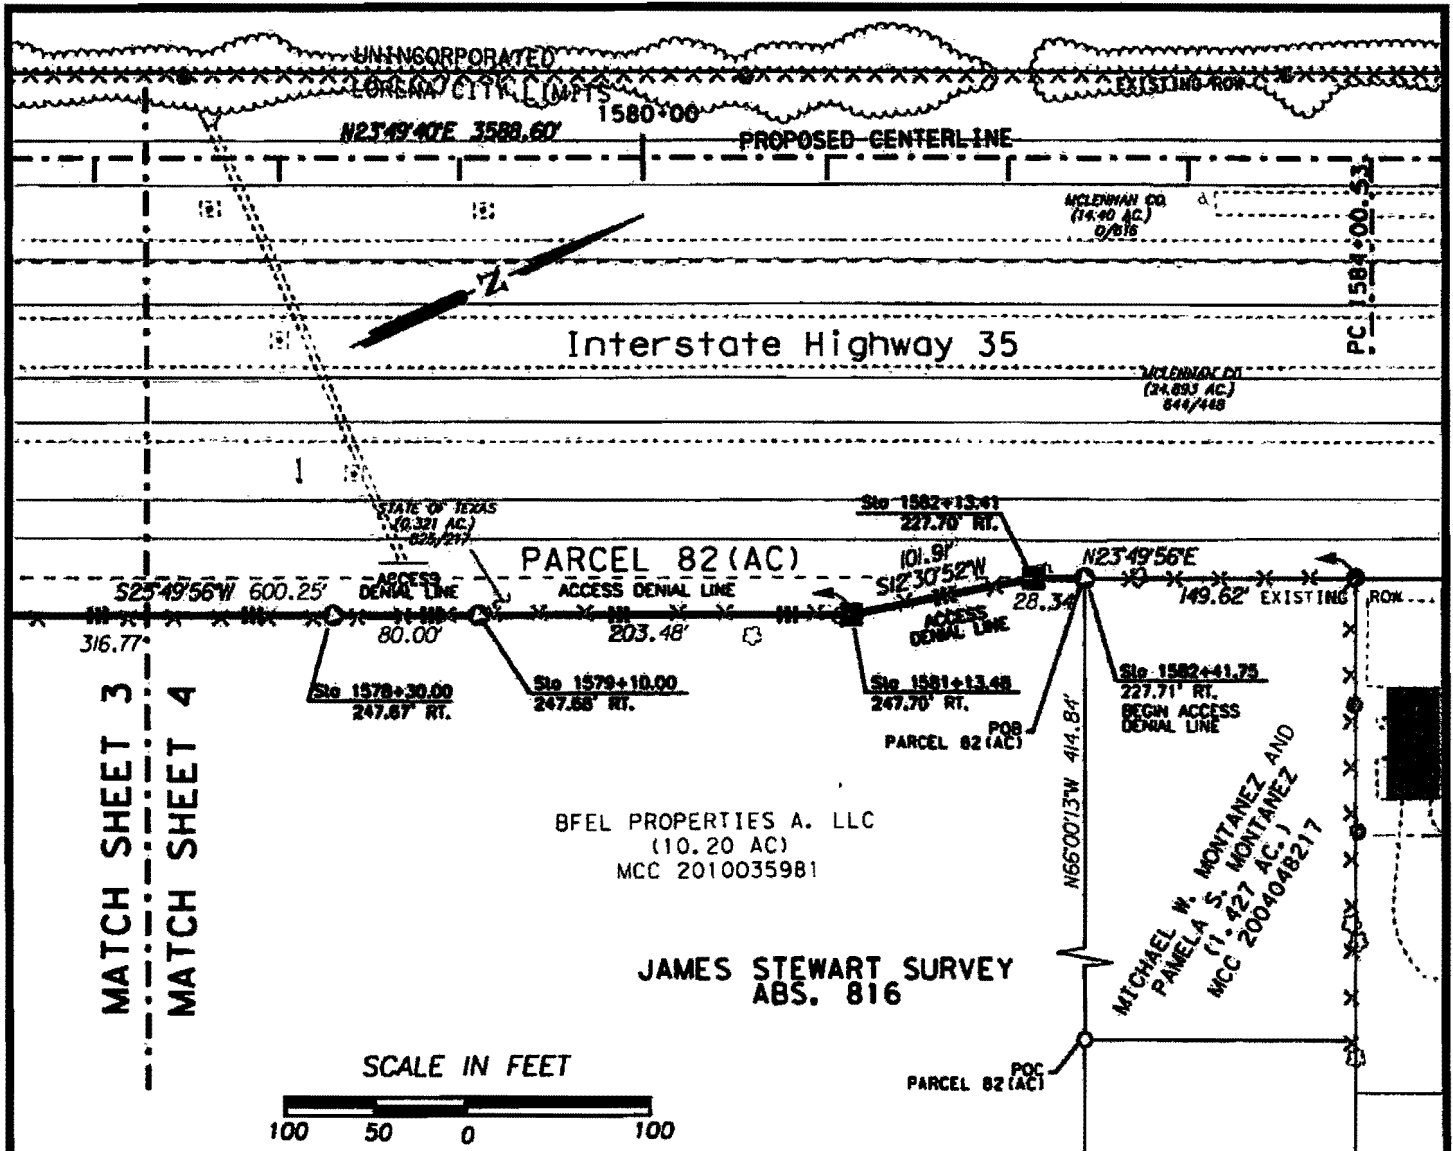 UNINCORPORATED
LORENA CITY LIMITS
EXISTING ROW
1580+00
N23°49'40"E 3588.60'
PROPOSED CENTERLINE
MCLENNAN CO.
(14.40 AC.)
D/616
PC 1584+00.53
N
Interstate Highway 35
MCLENNAN CO.
(24.893 AC.)
644/448
STATE OF TEXAS
(0.321 AC.)
825/217
Sta 1582+13.41
227.70' RT.
PARCEL 82(AC)
101.91'
S12°30'52"W
N23°49'56"E
S23°49'56"W 600.25'
ACCESS
DENIAL LINE
ACCESS DENIAL LINE
28.34'
149.62'
EXISTING ROW
ACCESS
DENIAL LINE
316.77'
80.00'
203.48'
Sta 1578+30.00
247.67' RT.
Sta 1579+10.00
247.68' RT.
Sta 1581+13.48
247.70' RT.
Sta 1582+41.75
227.71' RT.
BEGIN ACCESS
DENIAL LINE
POB
PARCEL 82(AC)
MATCH SHEET 3
MATCH SHEET 4
N66°00'13"W 414.84'
MICHAEL W. MONTANEZ AND
PAMELA S. MONTANEZ
(1.427 AC.)
MCC 2004048217
BFEL PROPERTIES A. LLC
(10.20 AC)
MCC 2010035981
JAMES STEWART SURVEY
ABS. 816
POC
PARCEL 82(AC)
SCALE IN FEET
100 50 0 100